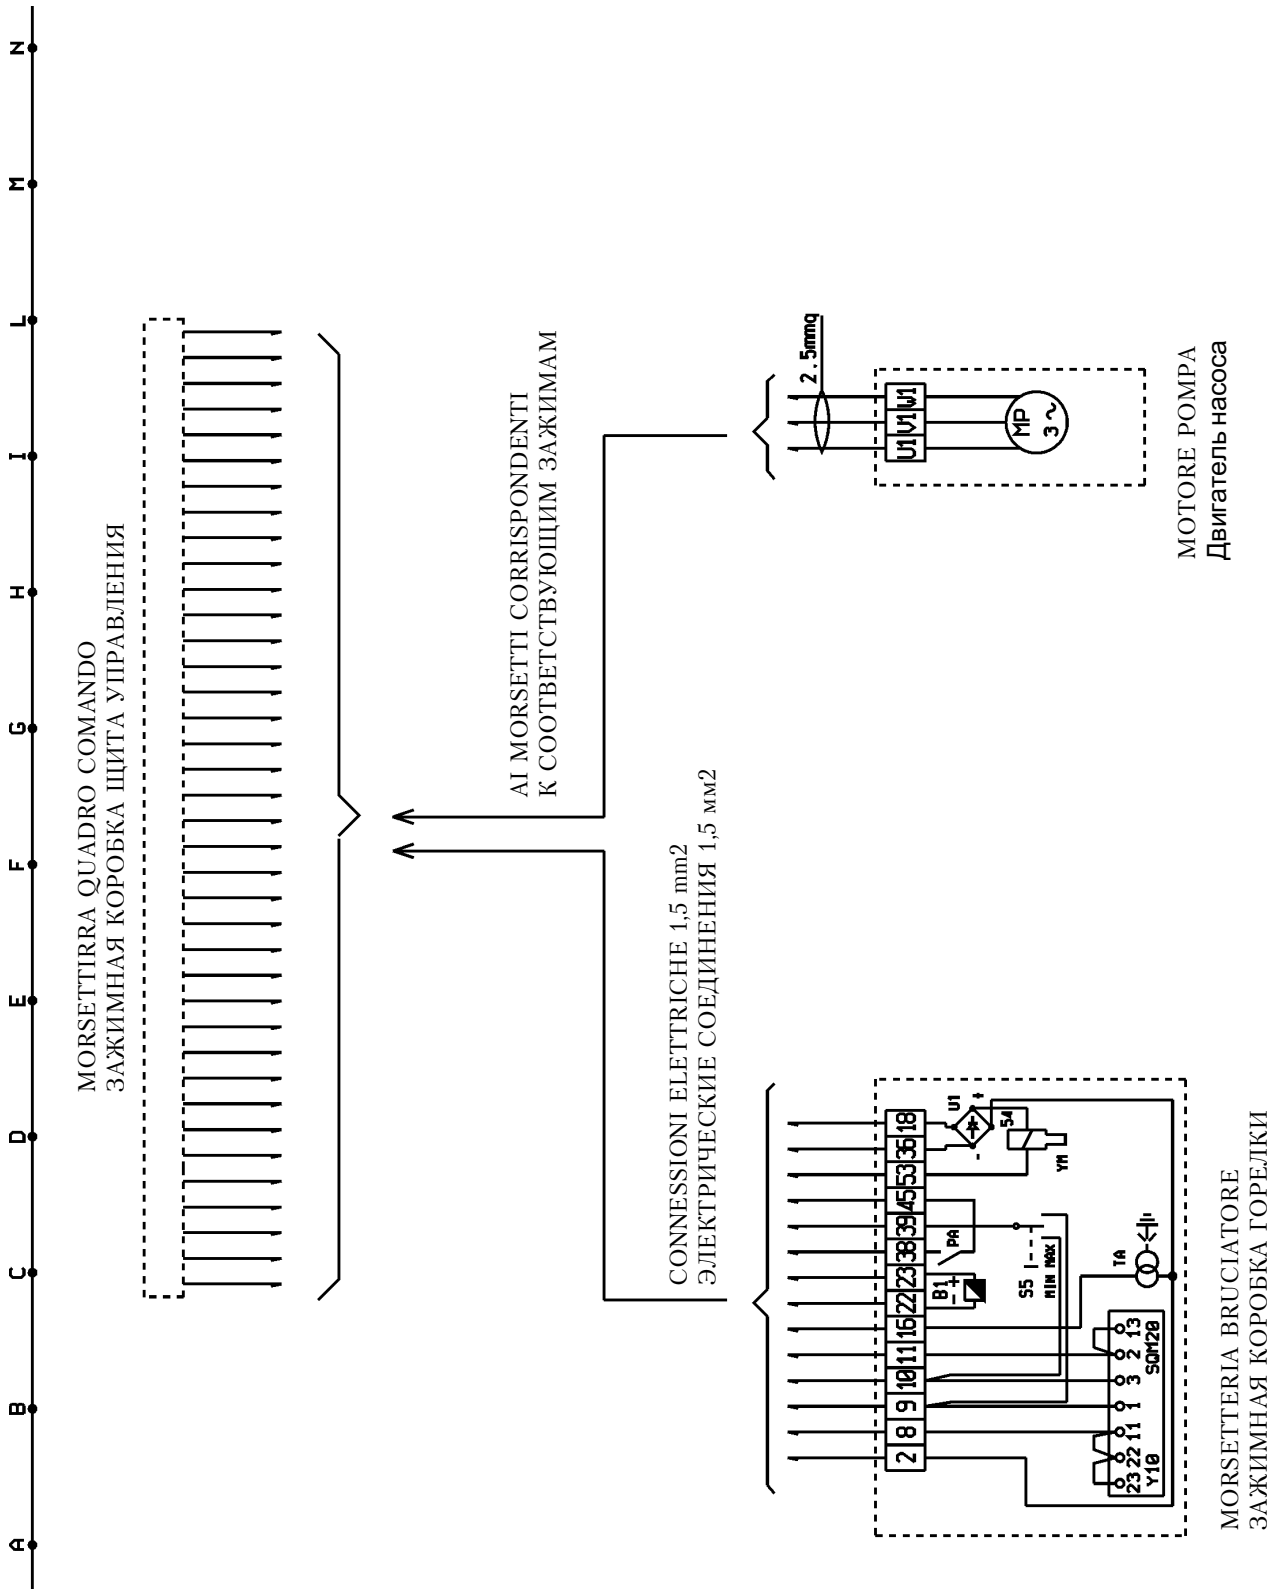 A B C D E F G H I L M N
MORSETTIRRA QUADRO COMANDO
ЗАЖИМНАЯ КОРОБКА ЩИТА УПРАВЛЕНИЯ
AI MORSETTI CORRISPONDENTI
К СООТВЕТСТВУЮЩИМ ЗАЖИМАМ
CONNESSIONI ELETTRICHE 1,5 mm2
ЭЛЕКТРИЧЕСКИЕ СОЕДИНЕНИЯ 1,5 мм2
2 8 9 10 11 16 22 23 38 39 45 53 36 18
B1
- +
PA
U1
- +
54
YM
S5
MIN MAX
TA
23 22 11 1 3 2 13
Y10 SQM20
MORSETTERIA BRUCIATORE
ЗАЖИМНАЯ КОРОБКА ГОРЕЛКИ
2.5mmq
U1 V1 W1
MP
3 ~
MOTORE POMPA
Двигатель насоса